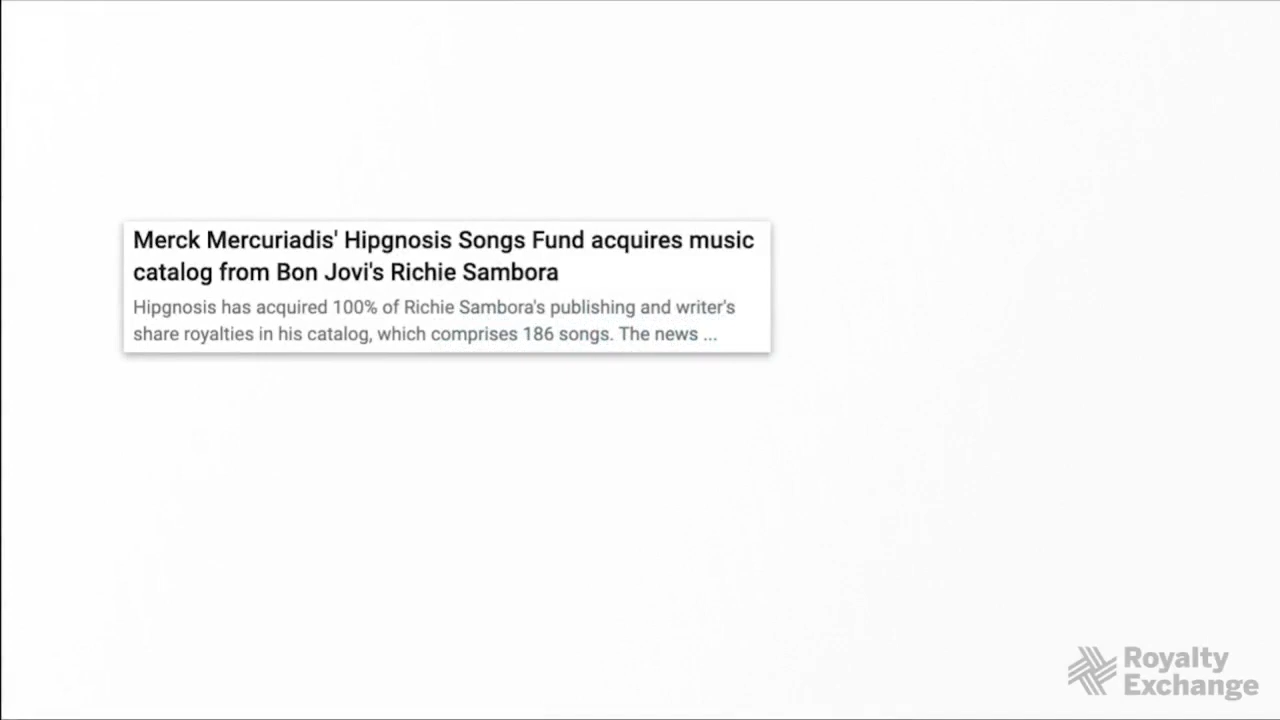 Merck Mercuriadis' Hipgnosis Songs Fund acquires music
catalog from Bon Jovi's Richie Sambora
Hipgnosis has acquired 100% of Richie Sambora's publishing and writer's
share royalties in his catalog, which comprises 186 songs. The news ...
Royalty
Exchange